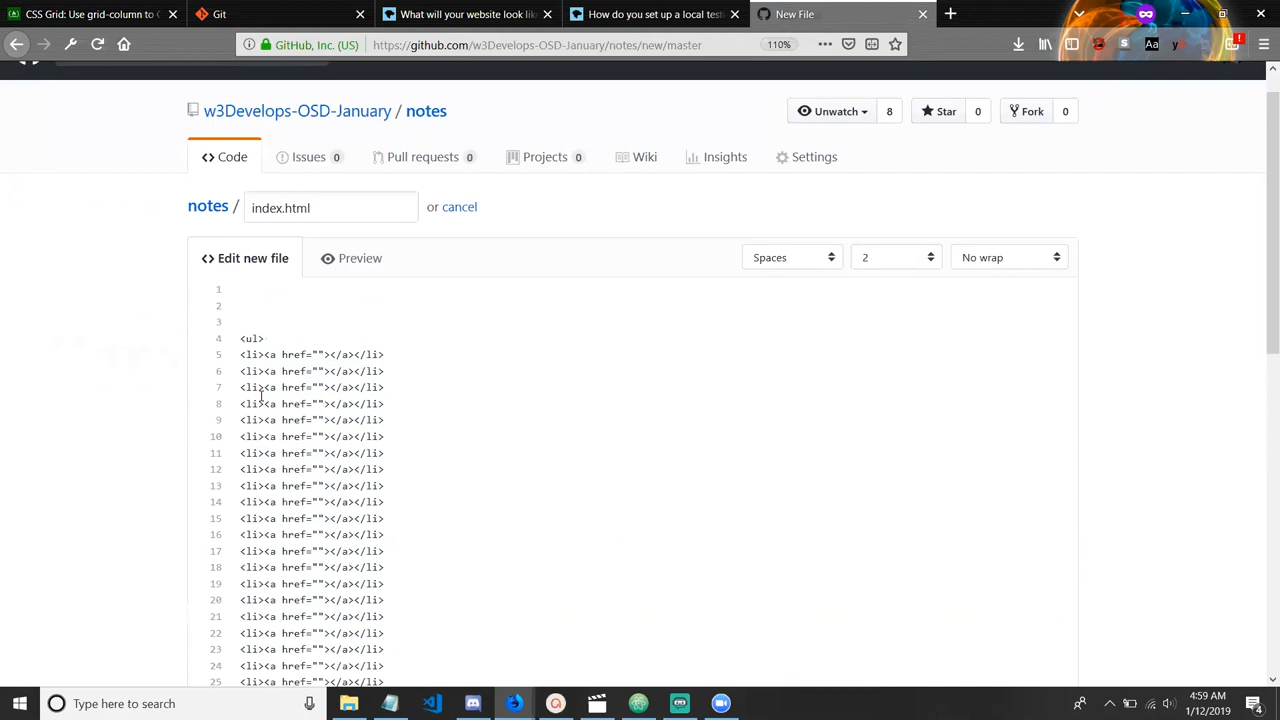 CSS Grid: Use grid-column to C
Git
What will your website look like
How do you set up a local testi
New File
GitHub, Inc. (US)
https://github.com/w3Develops-OSD-January/notes/new/master
110%
w3Develops-OSD-January / notes
Unwatch 8
Star 0
Fork 0
Code
Issues 0
Pull requests 0
Projects 0
Wiki
Insights
Settings
notes / index.html or cancel
Edit new file
Preview
Spaces
2
No wrap
1
2
3
4 <ul>
5 <li><a href=""></a></li>
6 <li><a href=""></a></li>
7 <li><a href=""></a></li>
8 <li><a href=""></a></li>
9 <li><a href=""></a></li>
10 <li><a href=""></a></li>
11 <li><a href=""></a></li>
12 <li><a href=""></a></li>
13 <li><a href=""></a></li>
14 <li><a href=""></a></li>
15 <li><a href=""></a></li>
16 <li><a href=""></a></li>
17 <li><a href=""></a></li>
18 <li><a href=""></a></li>
19 <li><a href=""></a></li>
20 <li><a href=""></a></li>
21 <li><a href=""></a></li>
22 <li><a href=""></a></li>
23 <li><a href=""></a></li>
24 <li><a href=""></a></li>
25 <li><a href=""></a></li>
Type here to search
4:59 AM
1/12/2019
4